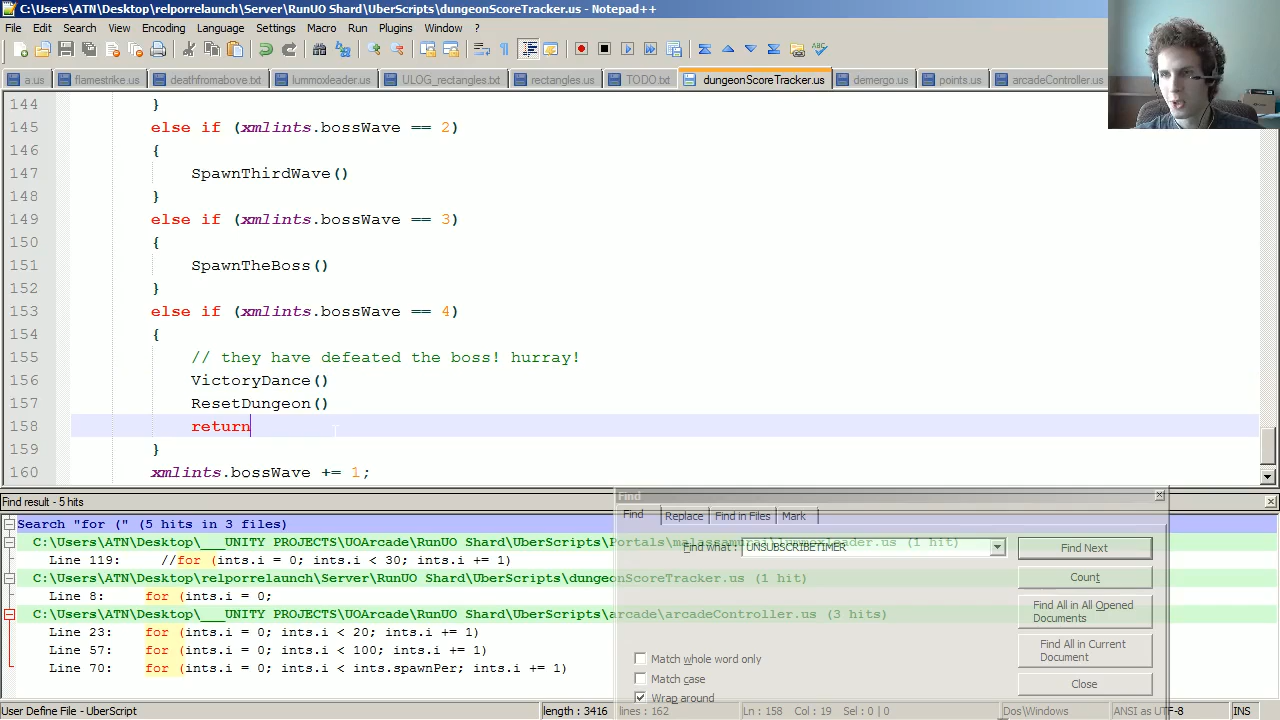 C:\Users\ATN\Desktop\relporrelaunch\Server\RunUO Shard\UberScripts\dungeonScoreTracker.us - Notepad++
File Edit Search View Encoding Language Settings Macro Run Plugins Window ?
a.us flamestrike.us deathfromabove.txt lummoxleader.us ULOG_rectangles.txt rectangles.us TODO.txt dungeonScoreTracker.us demergo.us points.us arcadeController.us
144 }
145 else if (xmlints.bossWave == 2)
146 {
147 SpawnThirdWave()
148 }
149 else if (xmlints.bossWave == 3)
150 {
151 SpawnTheBoss()
152 }
153 else if (xmlints.bossWave == 4)
154 {
155 // they have defeated the boss! hurray!
156 VictoryDance()
157 ResetDungeon()
158 return
159 }
160 xmlints.bossWave += 1;
Find result - 5 hits
Search "for (" (5 hits in 3 files)
C:\Users\ATN\Desktop\___UNITY PROJECTS\UOArcade\RunUO Shard\UberScripts\Portals\malassamurai\lummoxleader.us (1 hit)
Line 119: //for (ints.i = 0; ints.i < 30; ints.i += 1)
C:\Users\ATN\Desktop\relporrelaunch\Server\RunUO Shard\UberScripts\dungeonScoreTracker.us (1 hit)
Line 8: for (ints.i = 0;
C:\Users\ATN\Desktop\___UNITY PROJECTS\UOArcade\RunUO Shard\UberScripts\arcade\arcadeController.us (3 hits)
Line 23: for (ints.i = 0; ints.i < 20; ints.i += 1)
Line 57: for (ints.i = 0; ints.i < 100; ints.i += 1)
Line 70: for (ints.i = 0; ints.i < ints.spawnPer; ints.i += 1)
Find
Find Replace Find in Files Mark
Find what : UNSUBSCRIBETIMER
Find Next
Count
Find All in All Opened Documents
Find All in Current Document
Close
Match whole word only
Match case
Wrap around
User Define File - UberScript length : 3416 lines : 162 Ln : 158 Col : 19 Sel : 0 | 0 Dos\Windows ANSI as UTF-8 INS